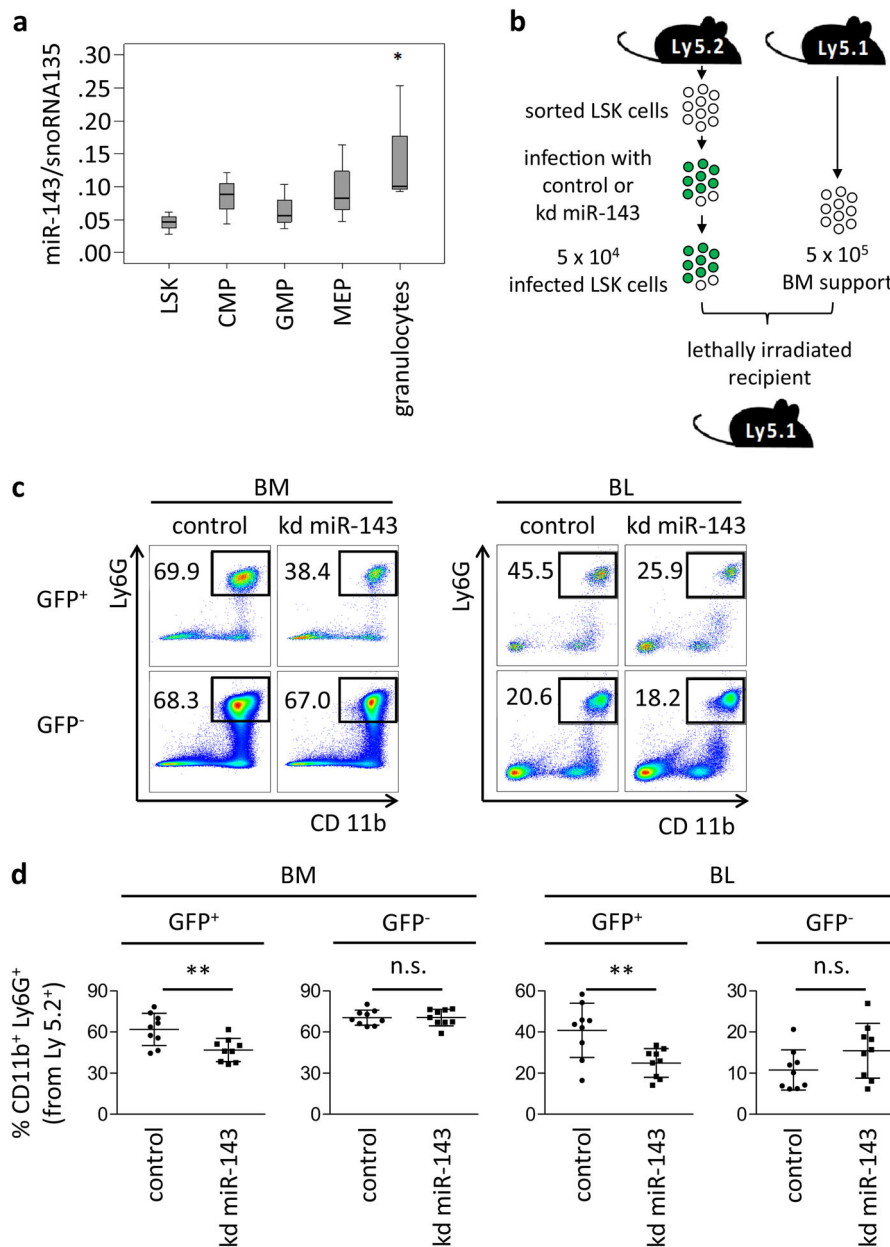 a
miR-143/snoRNA135
.30
.25
.20
.15
.10
.05
.00
*
LSK
CMP
GMP
MEP
granulocytes
b
Ly5.2
Ly5.1
sorted LSK cells
infection with
control or
kd miR-143
5 x 10⁴
infected LSK cells
5 x 10⁵
BM support
lethally irradiated
recipient
Ly5.1
c
BM
BL
control
kd miR-143
control
kd miR-143
GFP⁺
Ly6G
69.9
38.4
Ly6G
45.5
25.9
GFP⁻
68.3
67.0
20.6
18.2
CD 11b
CD 11b
d
BM
BL
GFP⁺
GFP⁻
GFP⁺
GFP⁻
% CD11b⁺ Ly6G⁺
(from Ly 5.2⁺)
**
90
60
30
0
control
kd miR-143
n.s.
90
60
30
0
control
kd miR-143
**
60
40
20
0
control
kd miR-143
n.s.
30
20
10
0
control
kd miR-143